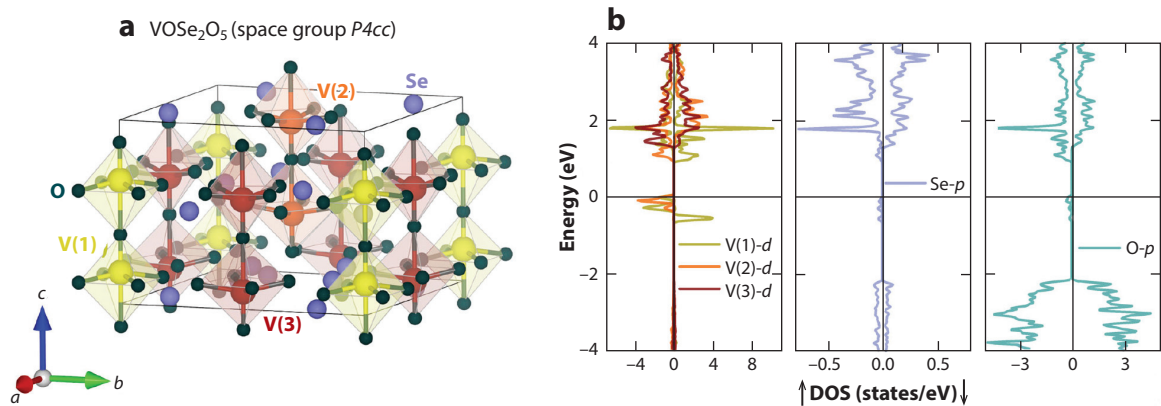 a VOSe₂O₅ (space group P4cc)
Se
V(2)
O
V(1)
V(3)
c
b
a
b
Energy (eV)
4
2
0
−2
−4
V(1)-d
V(2)-d
V(3)-d
Se-p
O-p
−4 0 4 8
−0.5 0.0 0.5
−3 0 3
↑DOS (states/eV)↓